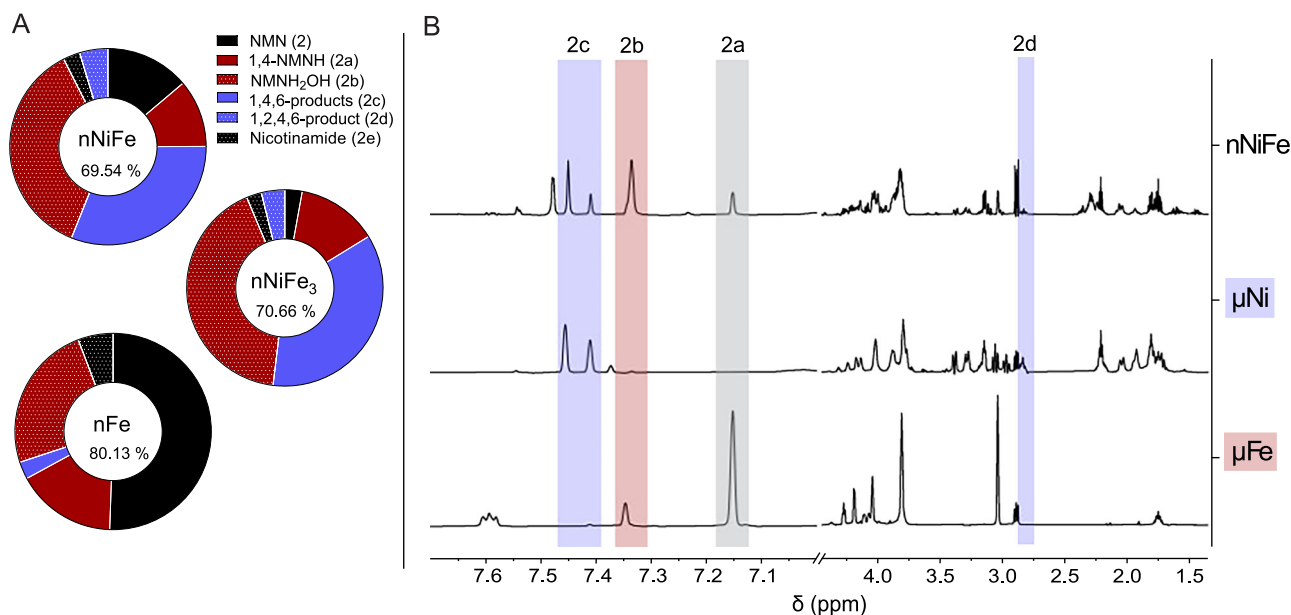 A
nNiFe
69.54 %
nNiFe₃
70.66 %
nFe
80.13 %
NMN (2)
1,4-NMNH (2a)
NMNH₂OH (2b)
1,4,6-products (2c)
1,2,4,6-product (2d)
Nicotinamide (2e)
B
2c 2b 2a 2d
nNiFe
µNi
µFe
7.6 7.5 7.4 7.3 7.2 7.1 4.0 3.5 3.0 2.5 2.0 1.5
δ (ppm)